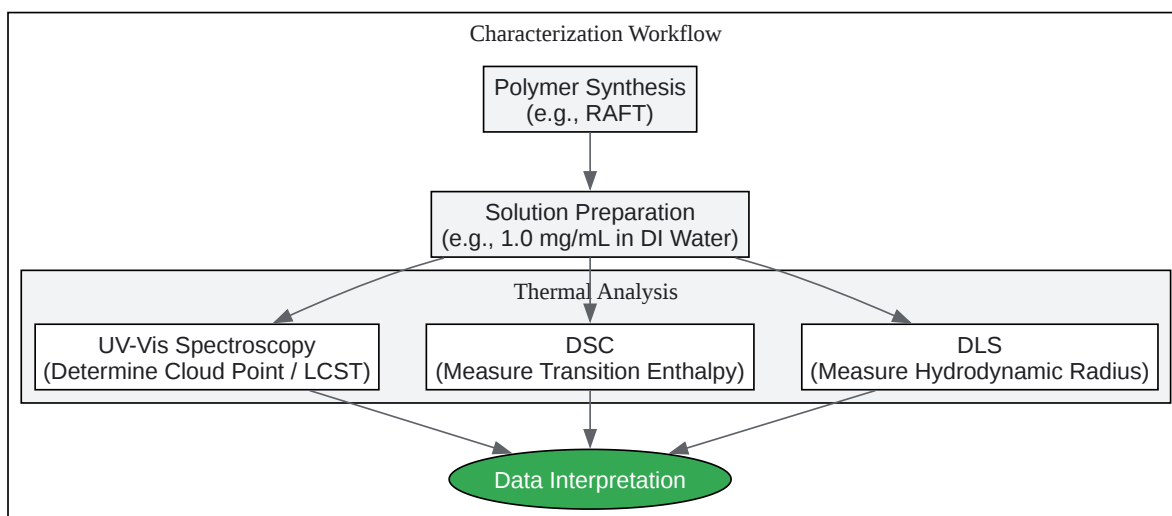 Characterization Workflow
Polymer Synthesis
(e.g., RAFT)
Solution Preparation
(e.g., 1.0 mg/mL in DI Water)
Thermal Analysis
UV-Vis Spectroscopy
(Determine Cloud Point / LCST)
DSC
(Measure Transition Enthalpy)
DLS
(Measure Hydrodynamic Radius)
Data Interpretation